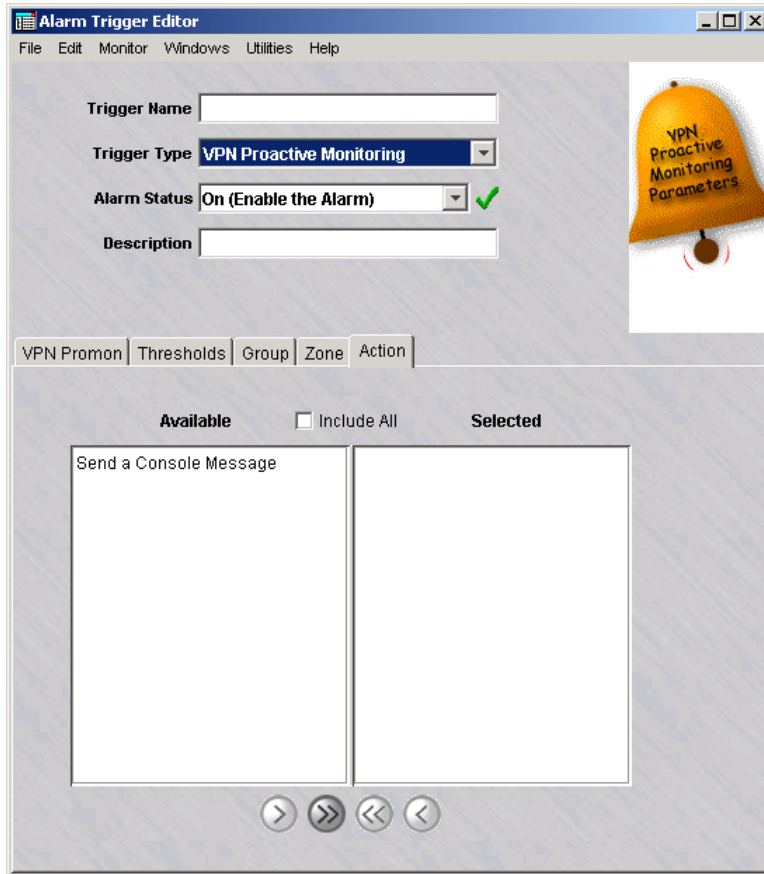 Alarm Trigger Editor
File Edit Monitor Windows Utilities Help
Trigger Name
Trigger Type VPN Proactive Monitoring
Alarm Status On (Enable the Alarm)
Description
VPN
Proactive
Monitoring
Parameters
VPN Promon Thresholds Group Zone Action
Available Include All Selected
Send a Console Message